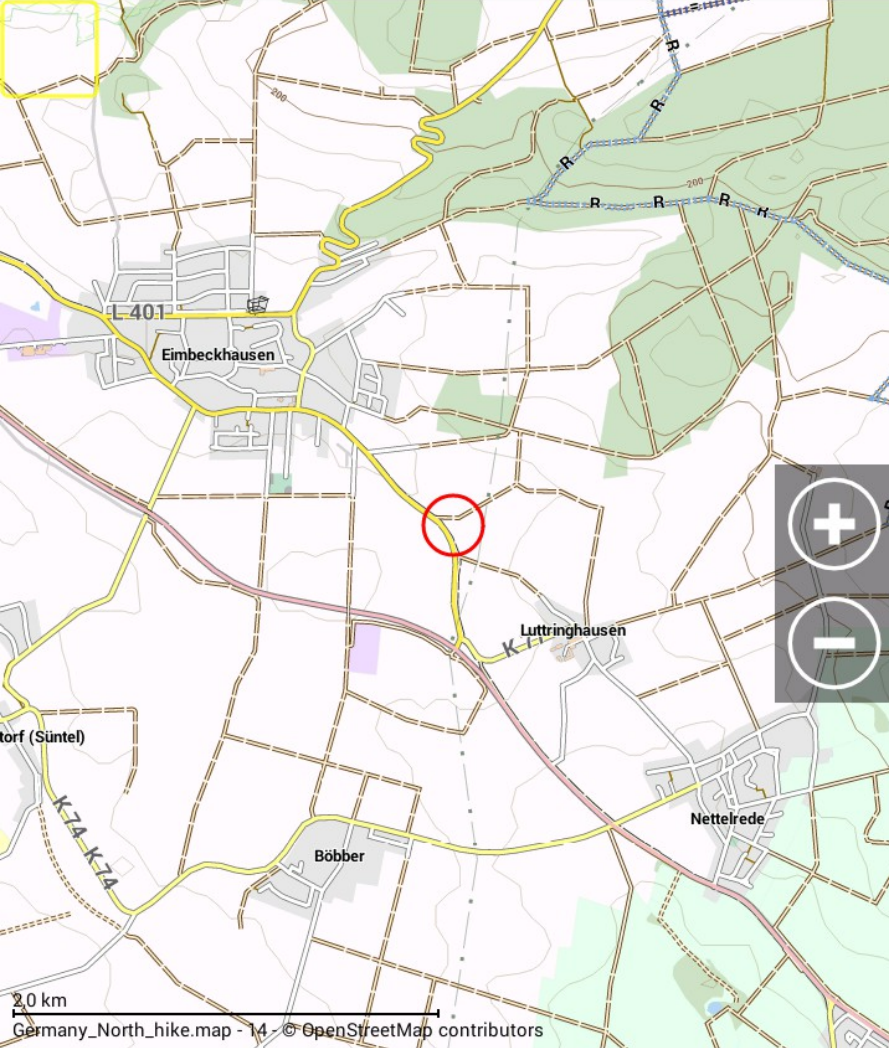 R
200
R
R
200
R
R
R
R
L 401
Eimbeckhausen
Luttringhausen
K 7
torf (Süntel)
K 74
K 74
Nettelrede
Böbber
2,0 km
Germany_North_hike.map - 14 - © OpenStreetMap contributors